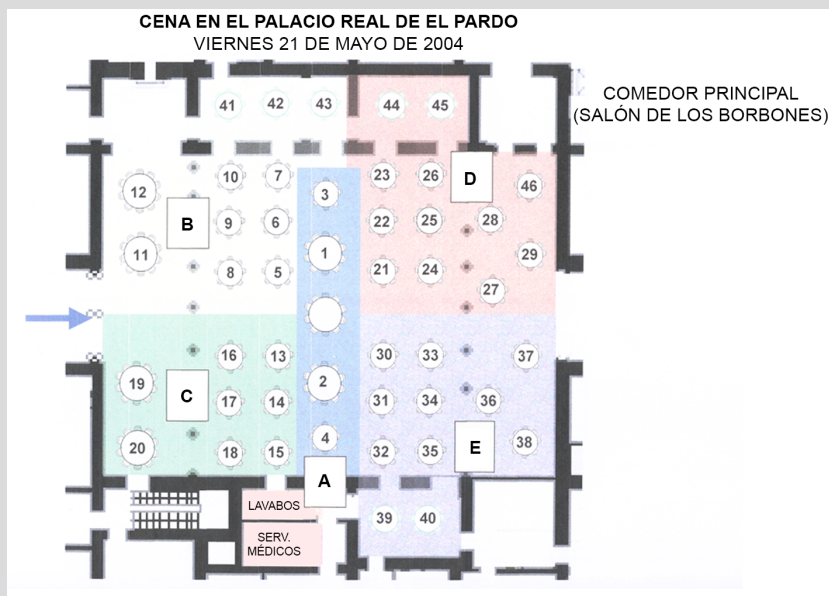 CENA EN EL PALACIO REAL DE EL PARDO
VIERNES 21 DE MAYO DE 2004
COMEDOR PRINCIPAL
(SALÓN DE LOS BORBONES)
41 42 43 44 45
10 7 23 26 D 46
12 3
B 9 6 22 25 28
11 1 29
8 5 21 24
27
16 13 30 33 37
19 2
C 17 14 31 34 36
20 4 38
18 15 32 35 E
A
LAVABOS
39 40
SERV.
MÉDICOS